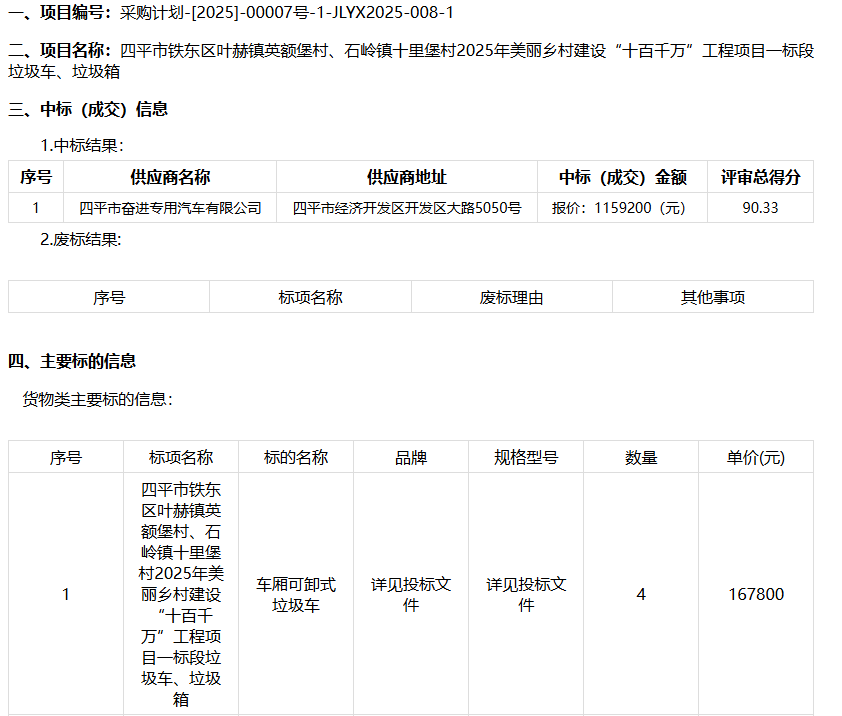 一、项目编号：采购计划-[2025]-00007号-1-JLYX2025-008-1
二、项目名称：四平市铁东区叶赫镇英额堡村、石岭镇十里堡村2025年美丽乡村建设“十百千万”工程项目一标段
垃圾车、垃圾箱
三、中标（成交）信息
1.中标结果：
序号 供应商名称 供应商地址 中标（成交）金额 评审总得分
1 四平市奋进专用汽车有限公司 四平市经济开发区开发区大路5050号 报价：1159200（元） 90.33
2.废标结果:
序号 标项名称 废标理由 其他事项
四、主要标的信息
货物类主要标的信息：
序号 标项名称 标的名称 品牌 规格型号 数量 单价(元)
1
四平市铁东
区叶赫镇英
额堡村、石
岭镇十里堡
村2025年美
丽乡村建设
“十百千
万”工程项
目一标段垃
圾车、垃圾
箱
车厢可卸式
垃圾车
详见投标文
件
详见投标文
件
4
167800